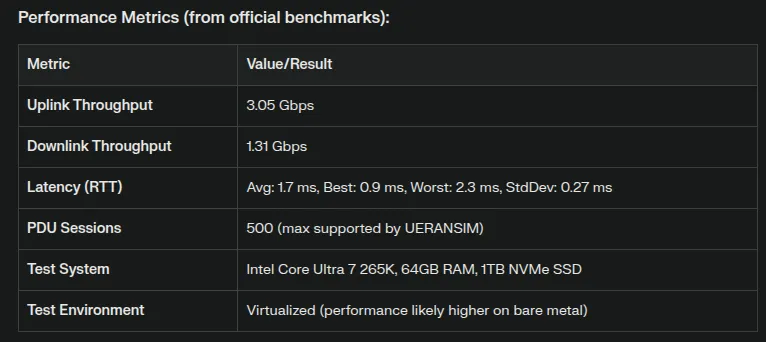 Performance Metrics (from official benchmarks):
Metric Value/Result
Uplink Throughput 3.05 Gbps
Downlink Throughput 1.31 Gbps
Latency (RTT) Avg: 1.7 ms, Best: 0.9 ms, Worst: 2.3 ms, StdDev: 0.27 ms
PDU Sessions 500 (max supported by UERANSIM)
Test System Intel Core Ultra 7 265K, 64GB RAM, 1TB NVMe SSD
Test Environment Virtualized (performance likely higher on bare metal)